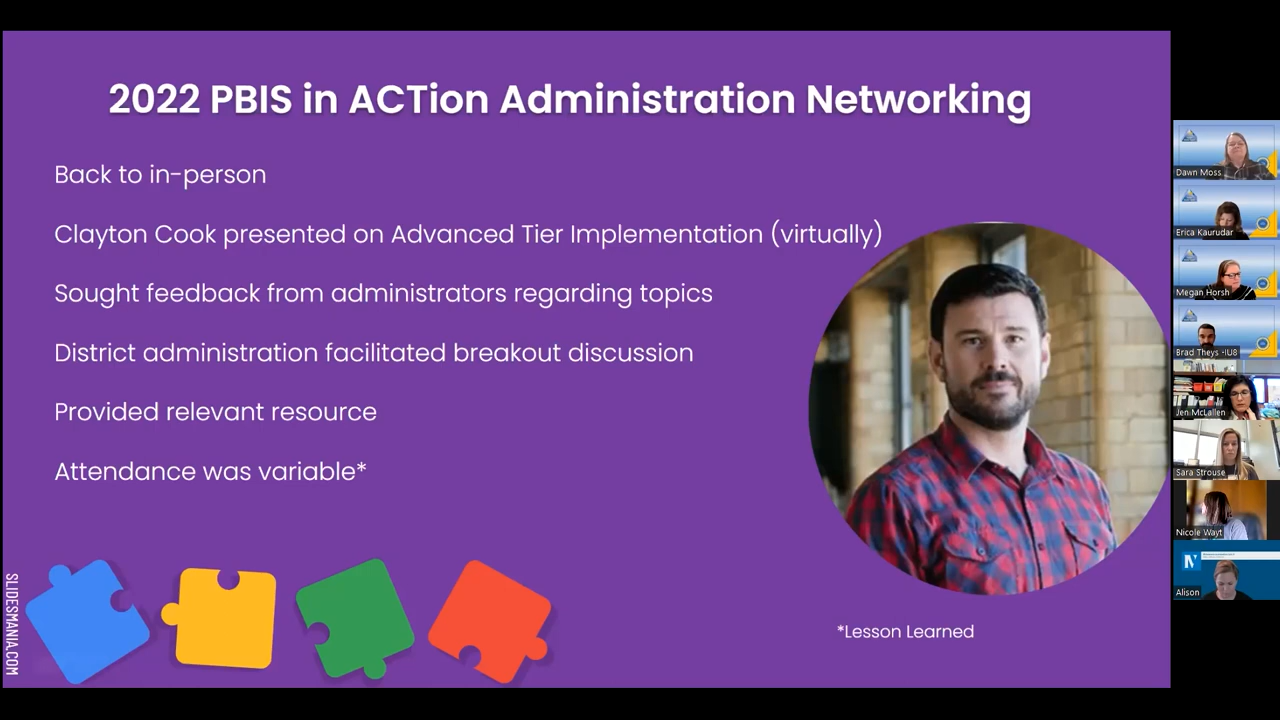 2022 PBIS in ACTion Administration Networking
Back to in-person
Clayton Cook presented on Advanced Tier Implementation (virtually)
Sought feedback from administrators regarding topics
District administration facilitated breakout discussion
Provided relevant resource
Attendance was variable*
*Lesson Learned
SLIDESMANIA.COM
Dawn Moss
Erica Kaurudar
Megan Horsh
Brad Theys -IU8
Jen McLallen
Sara Strouse
Nicole Wayt
N
Alison